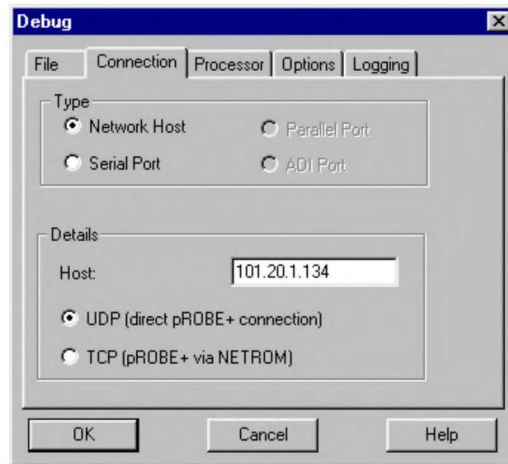 Debug
File Connection Processor Options Logging
Type
Network Host Parallel Port
Serial Port ADI Port
Details
Host: 101.20.1.134
UDP (direct pROBE+ connection)
TCP (pROBE+ via NETROM)
OK Cancel Help